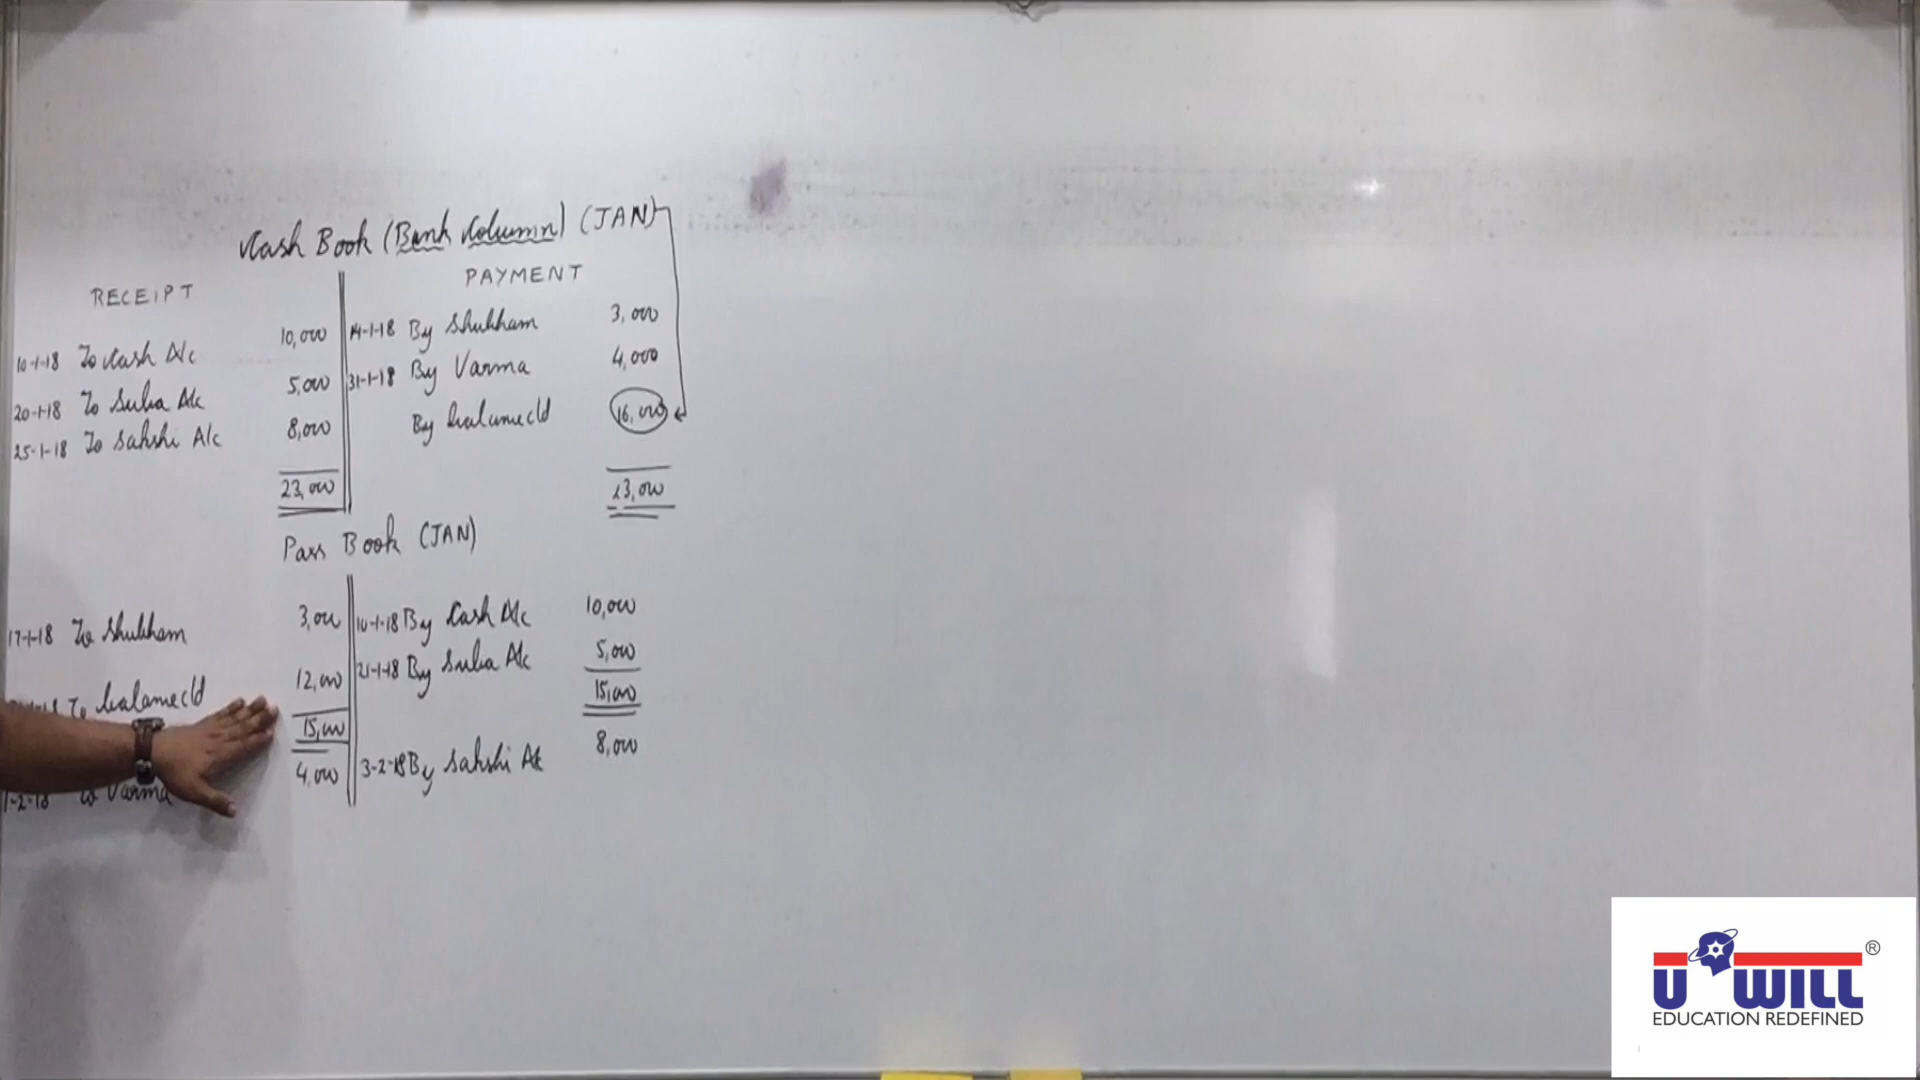 Cash Book (Bank Column) (JAN)
RECEIPT
PAYMENT
10-1-18 To Cash A/c 10,000
14-1-18 By Shubham 3,000
20-1-18 To Suba A/c 5,000
31-1-18 By Varma 4,000
25-1-18 To Sakshi A/c 8,000
By balance c/d 16,000
23,000
23,000
Pass Book (JAN)
17-1-18 To Shubham 3,000
10-1-18 By Cash A/c 10,000
To balance c/d 12,000
21-1-18 By Suba A/c 5,000
15,000
15,000
1-2-18 To Varma 4,000
3-2-18 By Sakshi A/c 8,000
U WILL ®
EDUCATION REDEFINED